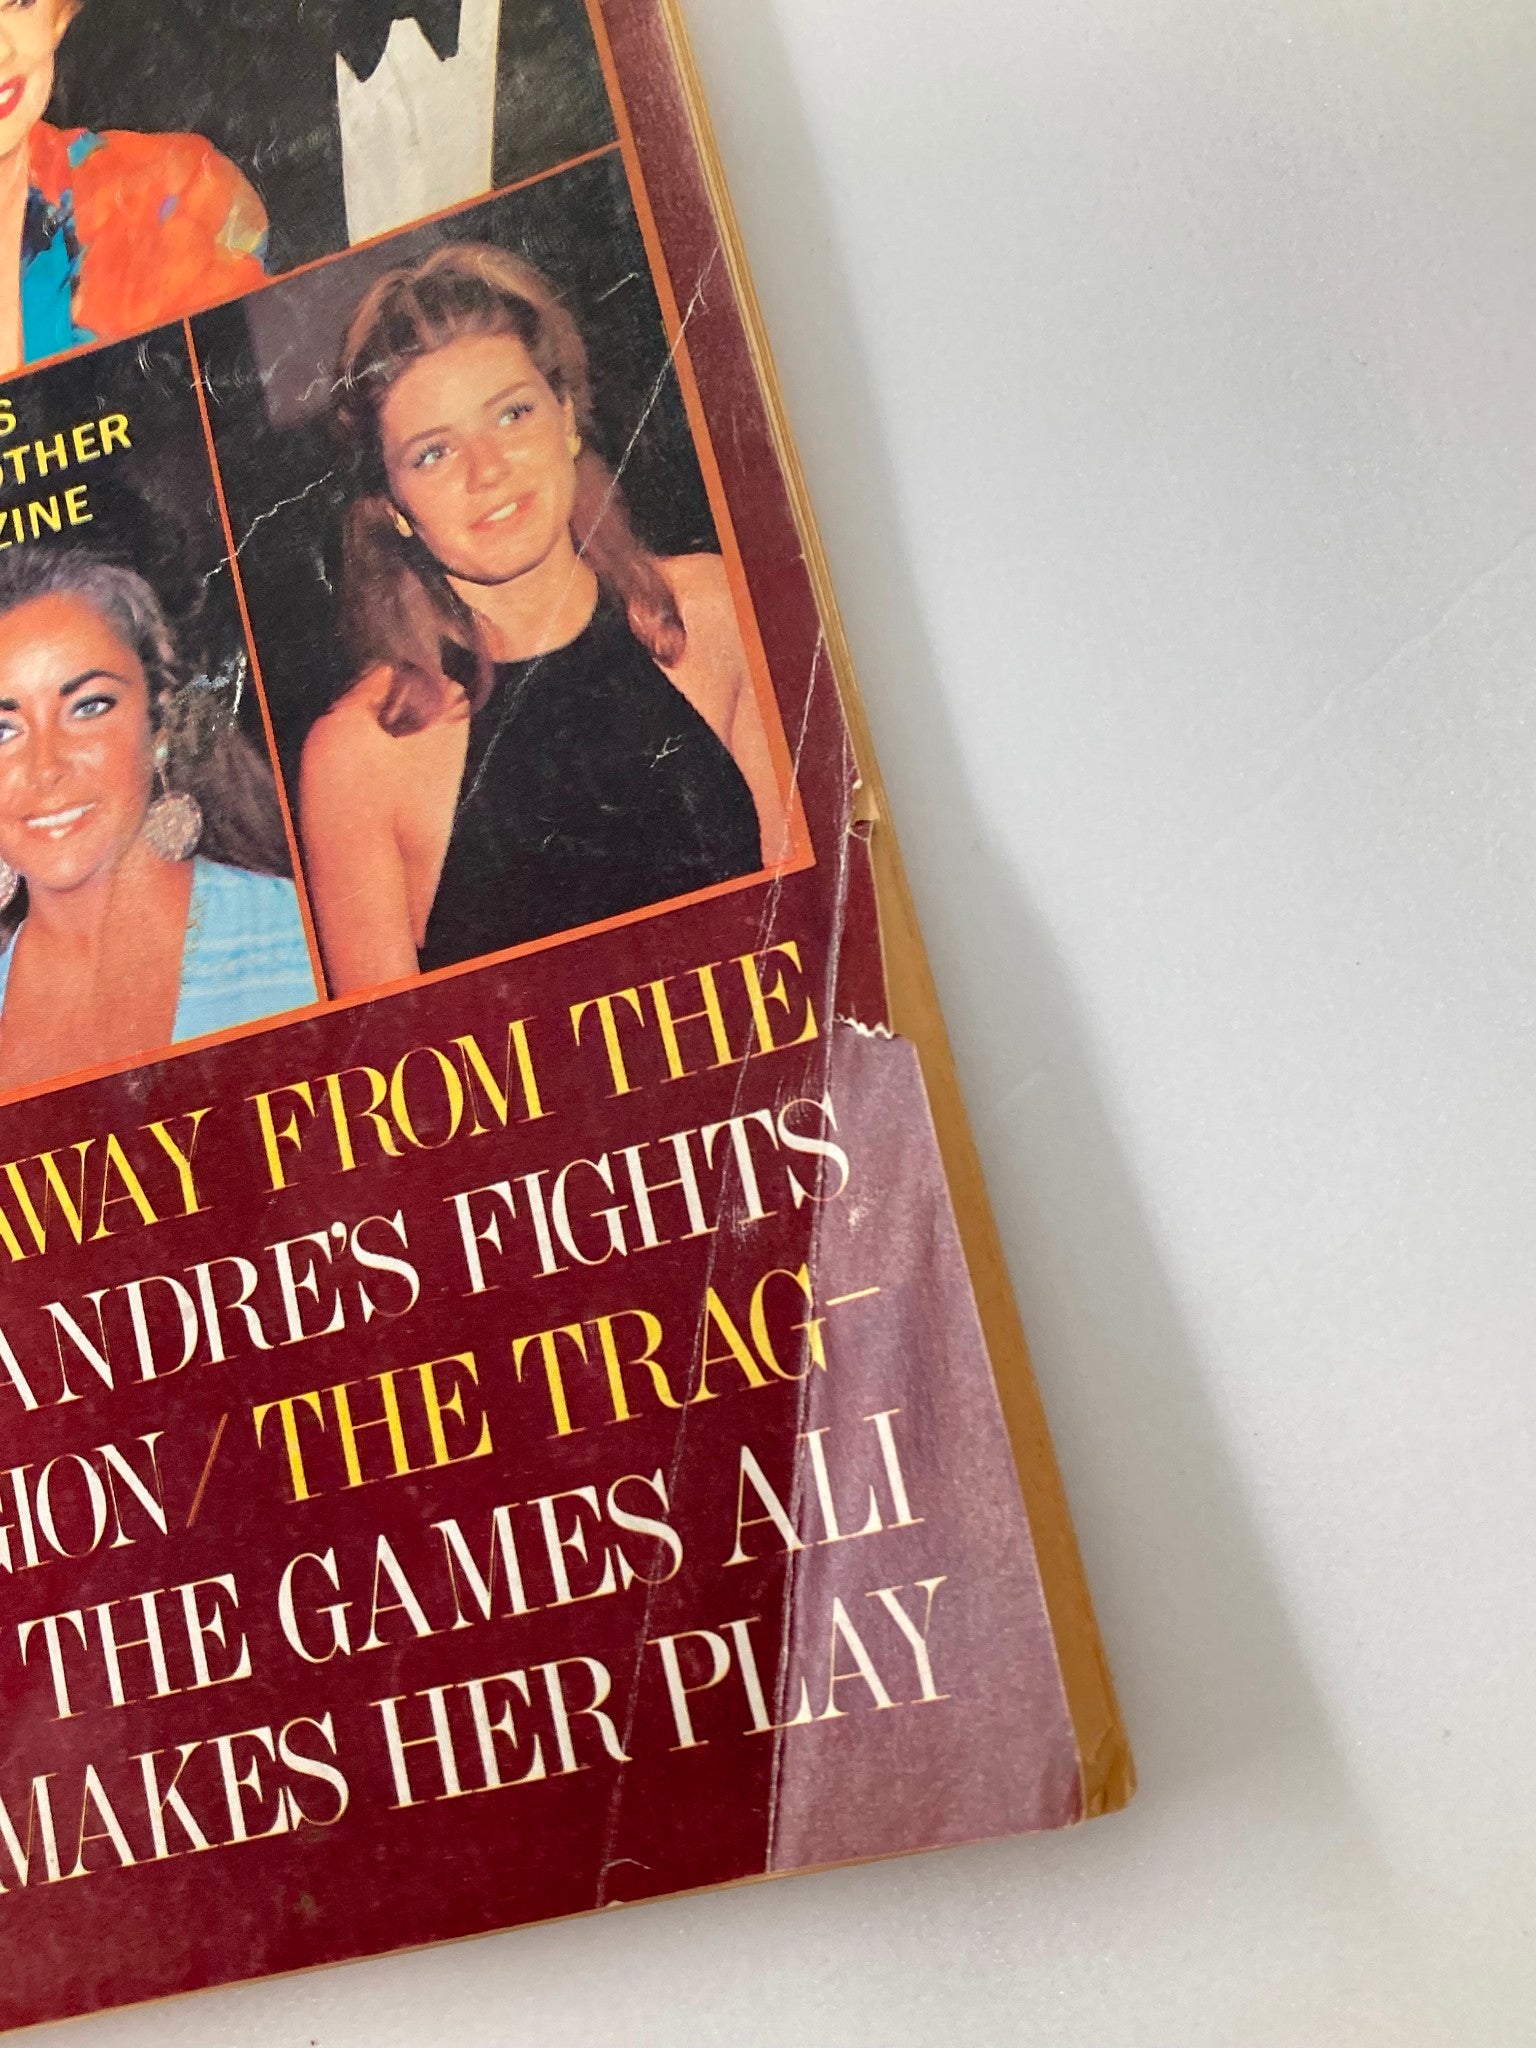 S
OTHER
ZINE
AWAY FROM THE
ANDRE'S FIGHTS
GION / THE TRAG-
THE GAMES ALI
MAKES HER PLAY